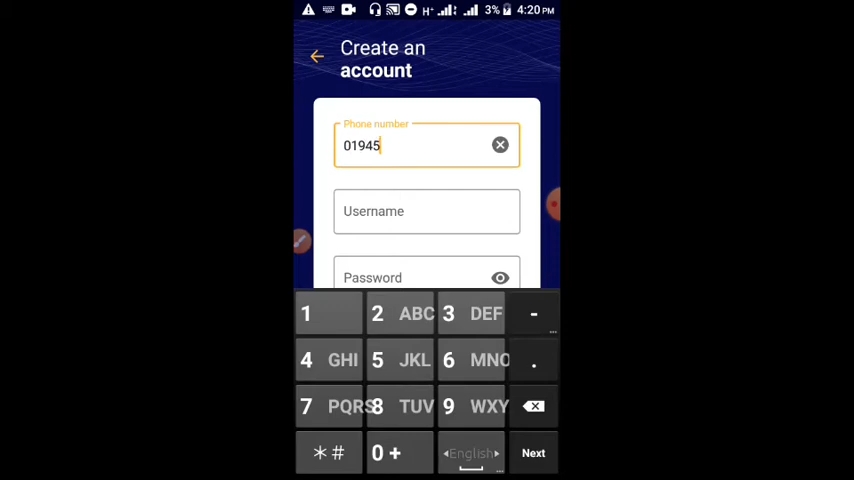 H+ 3% 4:20 PM
Create an
account
Phone number
01945
Username
Password
1 2 ABC 3 DEF -
4 GHI 5 JKL 6 MNO .
7 PQRS 8 TUV 9 WXY
*# 0 + English Next